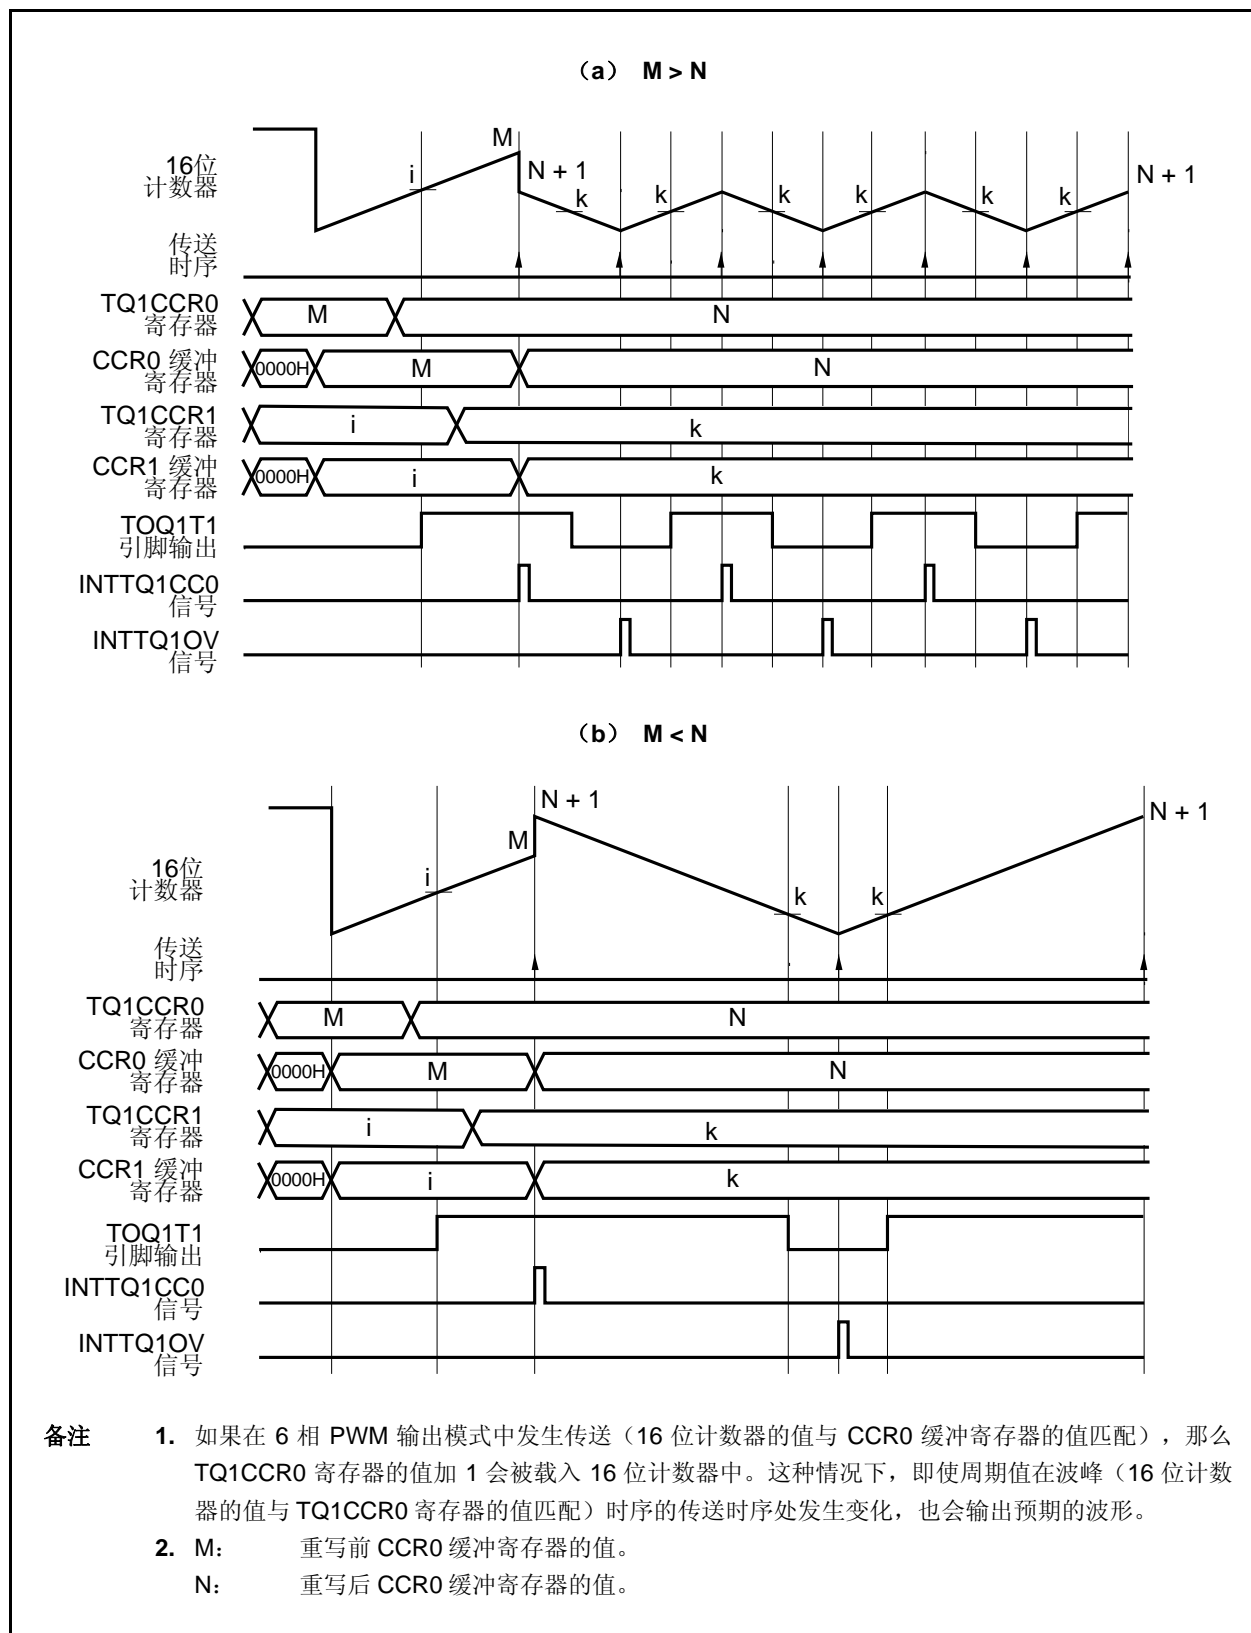 （a） M > N
M
i
N + 1
k
k
k
k
k
k
N + 1
16位
计数器
传送
时序
TQ1CCR0
寄存器
M
N
CCR0 缓冲
寄存器
0000H
M
N
TQ1CCR1
寄存器
i
k
CCR1 缓冲
寄存器
0000H
i
k
TOQ1T1
引脚输出
INTTQ1CC0
信号
INTTQ1OV
信号
（b） M < N
N + 1
N + 1
M
i
k
k
16位
计数器
传送
时序
TQ1CCR0
寄存器
M
N
CCR0 缓冲
寄存器
0000H
M
N
TQ1CCR1
寄存器
i
k
CCR1 缓冲
寄存器
0000H
i
k
TOQ1T1
引脚输出
INTTQ1CC0
信号
INTTQ1OV
信号
备注 1. 如果在 6 相 PWM 输出模式中发生传送（16 位计数器的值与 CCR0 缓冲寄存器的值匹配），那么
TQ1CCR0 寄存器的值加 1 会被载入 16 位计数器中。这种情况下，即使周期值在波峰（16 位计数
器的值与 TQ1CCR0 寄存器的值匹配）时序的传送时序处发生变化，也会输出预期的波形。
2. M： 重写前 CCR0 缓冲寄存器的值。
N： 重写后 CCR0 缓冲寄存器的值。